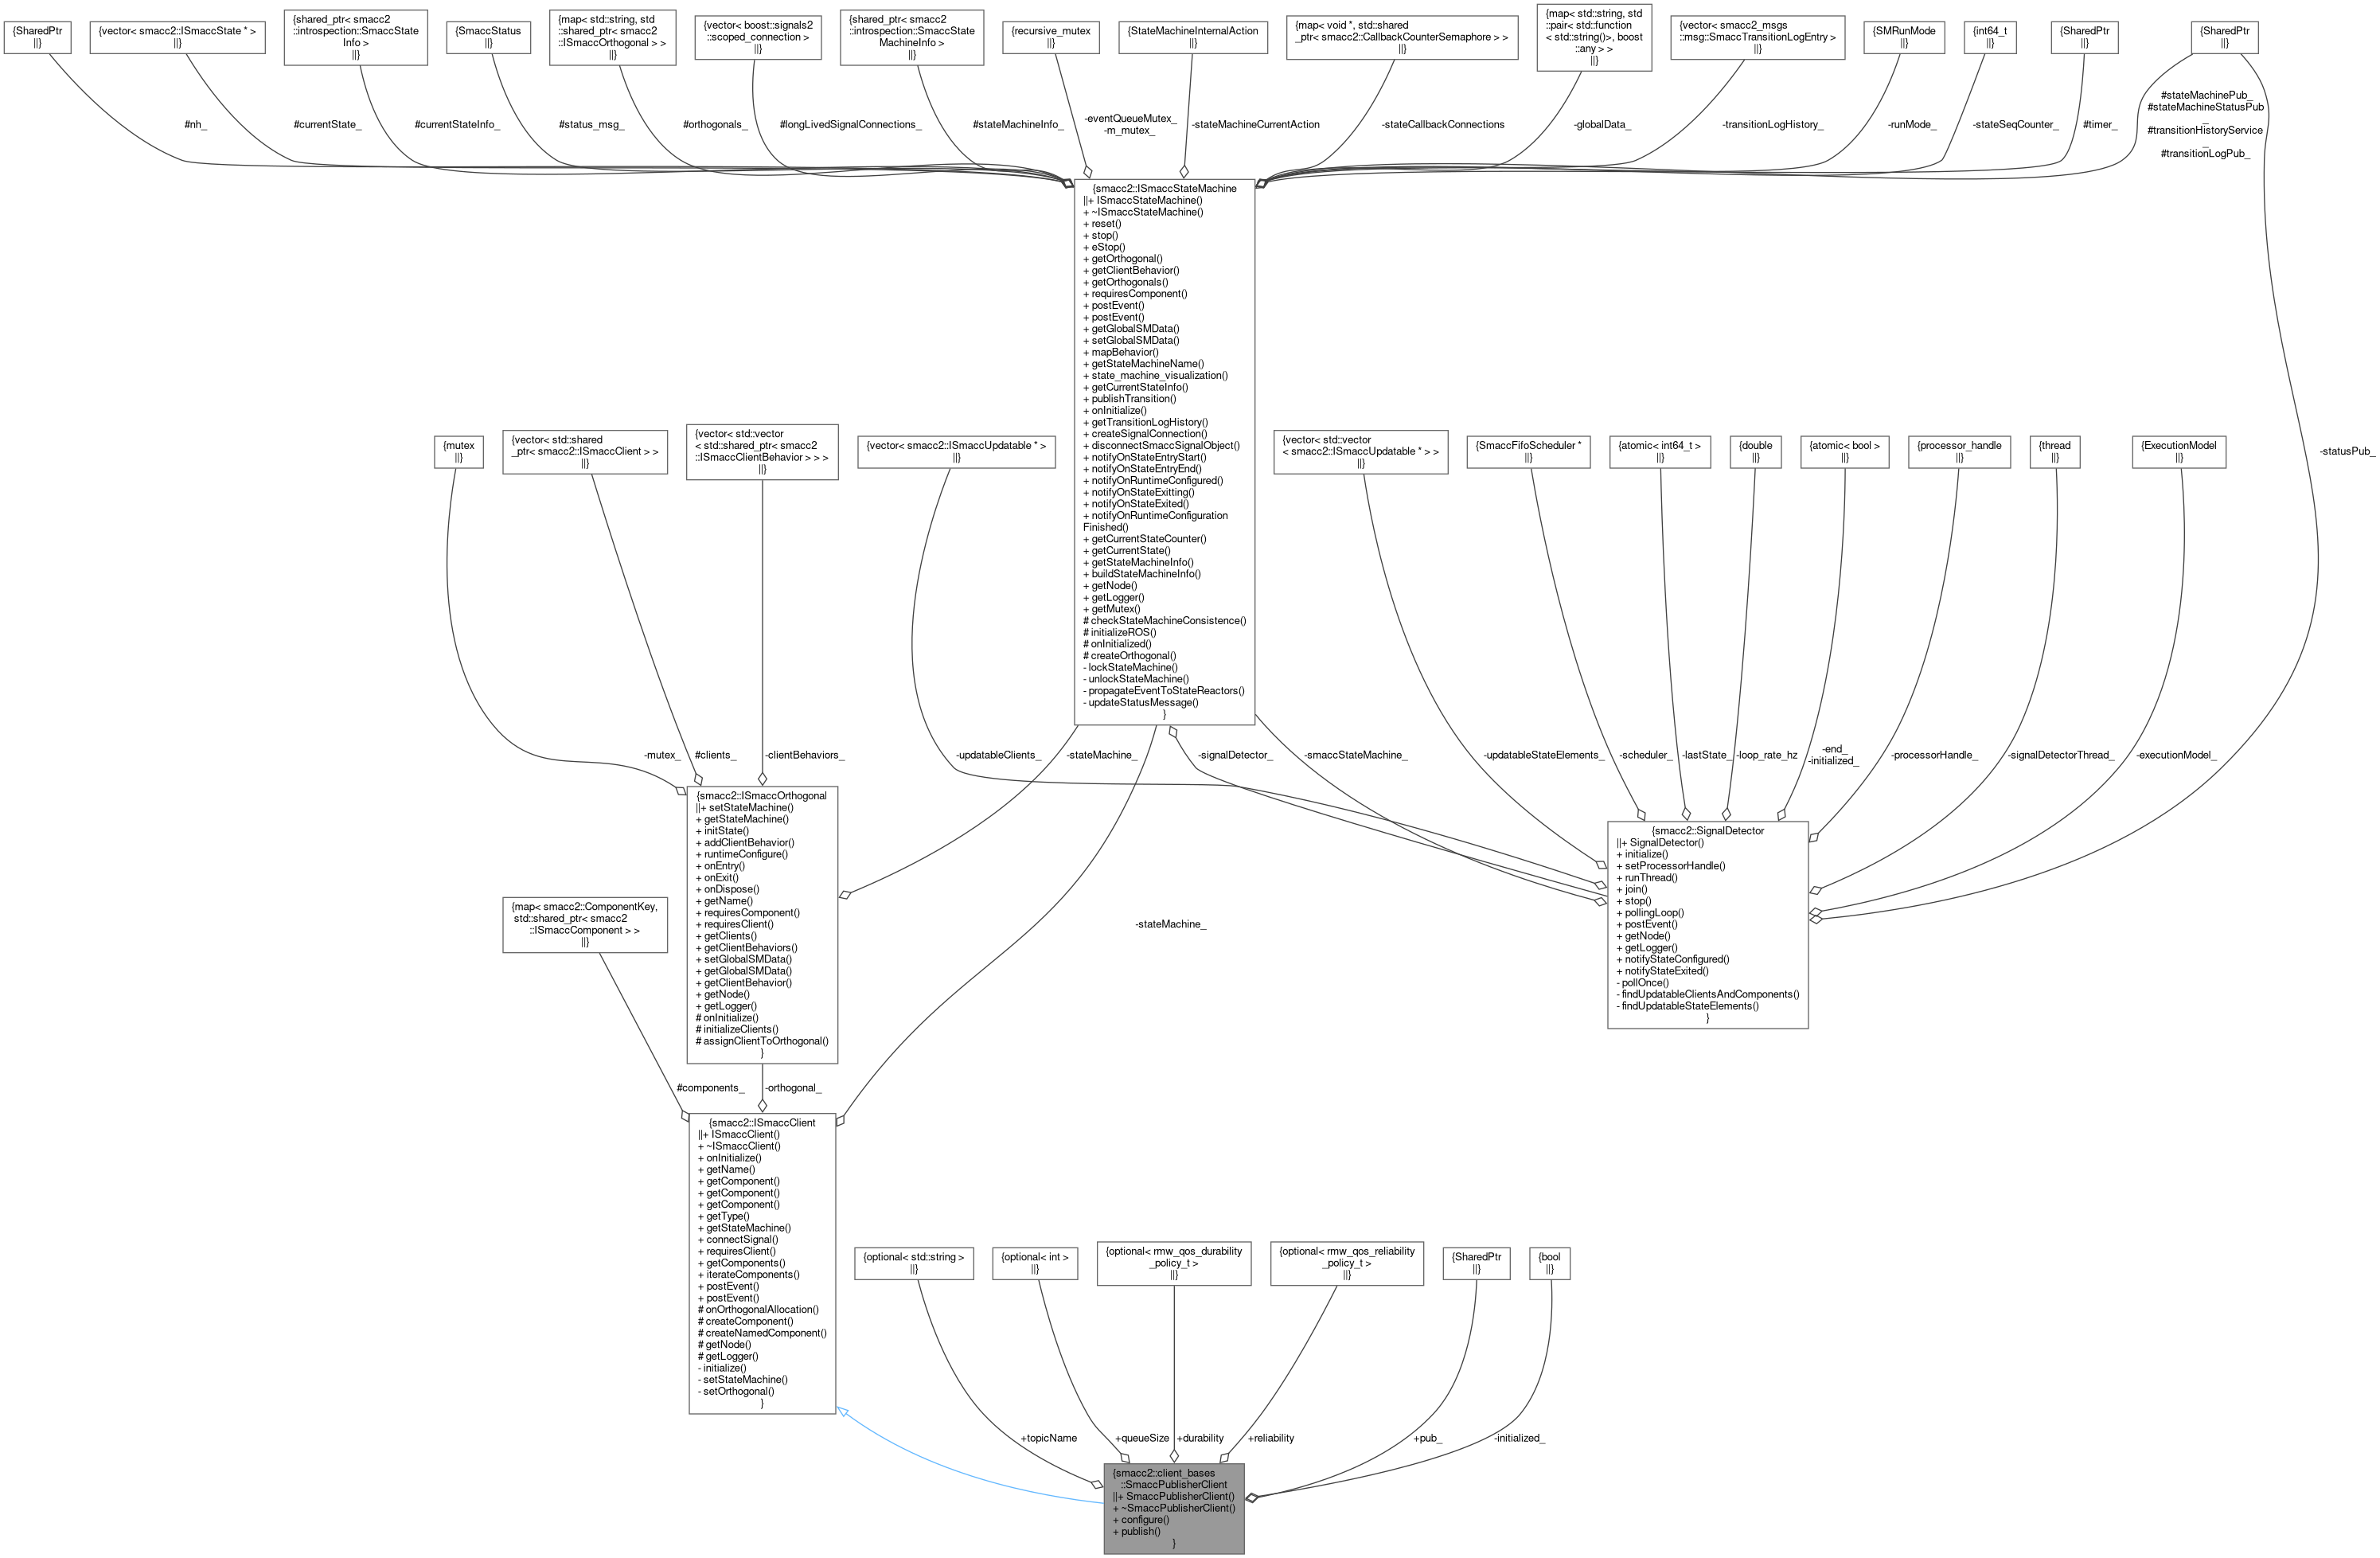 {SharedPtr
||}
{vector< smacc2::ISmaccState * >
||}
{shared_ptr< smacc2
::introspection::SmaccState
Info >
||}
{SmaccStatus
||}
{map< std::string, std
::shared_ptr< smacc2
::ISmaccOrthogonal > >
||}
{vector< boost::signals2
::scoped_connection >
||}
{shared_ptr< smacc2
::introspection::SmaccState
MachineInfo >
||}
{recursive_mutex
||}
{StateMachineInternalAction
||}
{map< void *, std::shared
_ptr< smacc2::CallbackCounterSemaphore > >
||}
{map< std::string, std
::pair< std::function
< std::string()>, boost
::any > >
||}
{vector< smacc2_msgs
::msg::SmaccTransitionLogEntry >
||}
{SMRunMode
||}
{int64_t
||}
{SharedPtr
||}
{SharedPtr
||}
#nh_
#currentState_
#currentStateInfo_
#status_msg_
#orthogonals_
#longLivedSignalConnections_
#stateMachineInfo_
-eventQueueMutex_
-m_mutex_
-stateMachineCurrentAction
-stateCallbackConnections
-globalData_
-transitionLogHistory_
-runMode_
-stateSeqCounter_
#timer_
#stateMachinePub_
#stateMachineStatusPub
_
#transitionHistoryService
_
#transitionLogPub_
{smacc2::ISmaccStateMachine
||+ ISmaccStateMachine()
+ ~ISmaccStateMachine()
+ reset()
+ stop()
+ eStop()
+ getOrthogonal()
+ getClientBehavior()
+ getOrthogonals()
+ requiresComponent()
+ postEvent()
+ postEvent()
+ getGlobalSMData()
+ setGlobalSMData()
+ mapBehavior()
+ getStateMachineName()
+ state_machine_visualization()
+ getCurrentStateInfo()
+ publishTransition()
+ onInitialize()
+ getTransitionLogHistory()
+ createSignalConnection()
+ disconnectSmaccSignalObject()
+ notifyOnStateEntryStart()
+ notifyOnStateEntryEnd()
+ notifyOnRuntimeConfigured()
+ notifyOnStateExitting()
+ notifyOnStateExited()
+ notifyOnRuntimeConfiguration
Finished()
+ getCurrentStateCounter()
+ getCurrentState()
+ getStateMachineInfo()
+ buildStateMachineInfo()
+ getNode()
+ getLogger()
+ getMutex()
# checkStateMachineConsistence()
# initializeROS()
# onInitialized()
# createOrthogonal()
- lockStateMachine()
- unlockStateMachine()
- propagateEventToStateReactors()
- updateStatusMessage()
}
{mutex
||}
{vector< std::shared
_ptr< smacc2::ISmaccClient > >
||}
{vector< std::vector
< std::shared_ptr< smacc2
::ISmaccClientBehavior > > >
||}
{vector< smacc2::ISmaccUpdatable * >
||}
{vector< std::vector
< smacc2::ISmaccUpdatable * > >
||}
{SmaccFifoScheduler *
||}
{atomic< int64_t >
||}
{double
||}
{atomic< bool >
||}
{processor_handle
||}
{thread
||}
{ExecutionModel
||}
-statusPub_
-mutex_
#clients_
-clientBehaviors_
-updatableClients_
-stateMachine_
-signalDetector_
-smaccStateMachine_
-updatableStateElements_
-scheduler_
-lastState_
-loop_rate_hz
-end_
-initialized_
-processorHandle_
-signalDetectorThread_
-executionModel_
{smacc2::ISmaccOrthogonal
||+ setStateMachine()
+ getStateMachine()
+ initState()
+ addClientBehavior()
+ runtimeConfigure()
+ onEntry()
+ onExit()
+ onDispose()
+ getName()
+ requiresComponent()
+ requiresClient()
+ getClients()
+ getClientBehaviors()
+ setGlobalSMData()
+ getGlobalSMData()
+ getClientBehavior()
+ getNode()
+ getLogger()
# onInitialize()
# initializeClients()
# assignClientToOrthogonal()
}
{smacc2::SignalDetector
||+ SignalDetector()
+ initialize()
+ setProcessorHandle()
+ runThread()
+ join()
+ stop()
+ pollingLoop()
+ postEvent()
+ getNode()
+ getLogger()
+ notifyStateConfigured()
+ notifyStateExited()
- pollOnce()
- findUpdatableClientsAndComponents()
- findUpdatableStateElements()
}
{map< smacc2::ComponentKey,
std::shared_ptr< smacc2
::ISmaccComponent > >
||}
-stateMachine_
#components_
-orthogonal_
{smacc2::ISmaccClient
||+ ISmaccClient()
+ ~ISmaccClient()
+ onInitialize()
+ getName()
+ getComponent()
+ getComponent()
+ getComponent()
+ getType()
+ getStateMachine()
+ connectSignal()
+ requiresClient()
+ getComponents()
+ iterateComponents()
+ postEvent()
+ postEvent()
# onOrthogonalAllocation()
# createComponent()
# createNamedComponent()
# getNode()
# getLogger()
- initialize()
- setStateMachine()
- setOrthogonal()
}
{optional< std::string >
||}
{optional< int >
||}
{optional< rmw_qos_durability
_policy_t >
||}
{optional< rmw_qos_reliability
_policy_t >
||}
{SharedPtr
||}
{bool
||}
+topicName
+queueSize
+durability
+reliability
+pub_
-initialized_
{smacc2::client_bases
::SmaccPublisherClient
||+ SmaccPublisherClient()
+ ~SmaccPublisherClient()
+ configure()
+ publish()
}